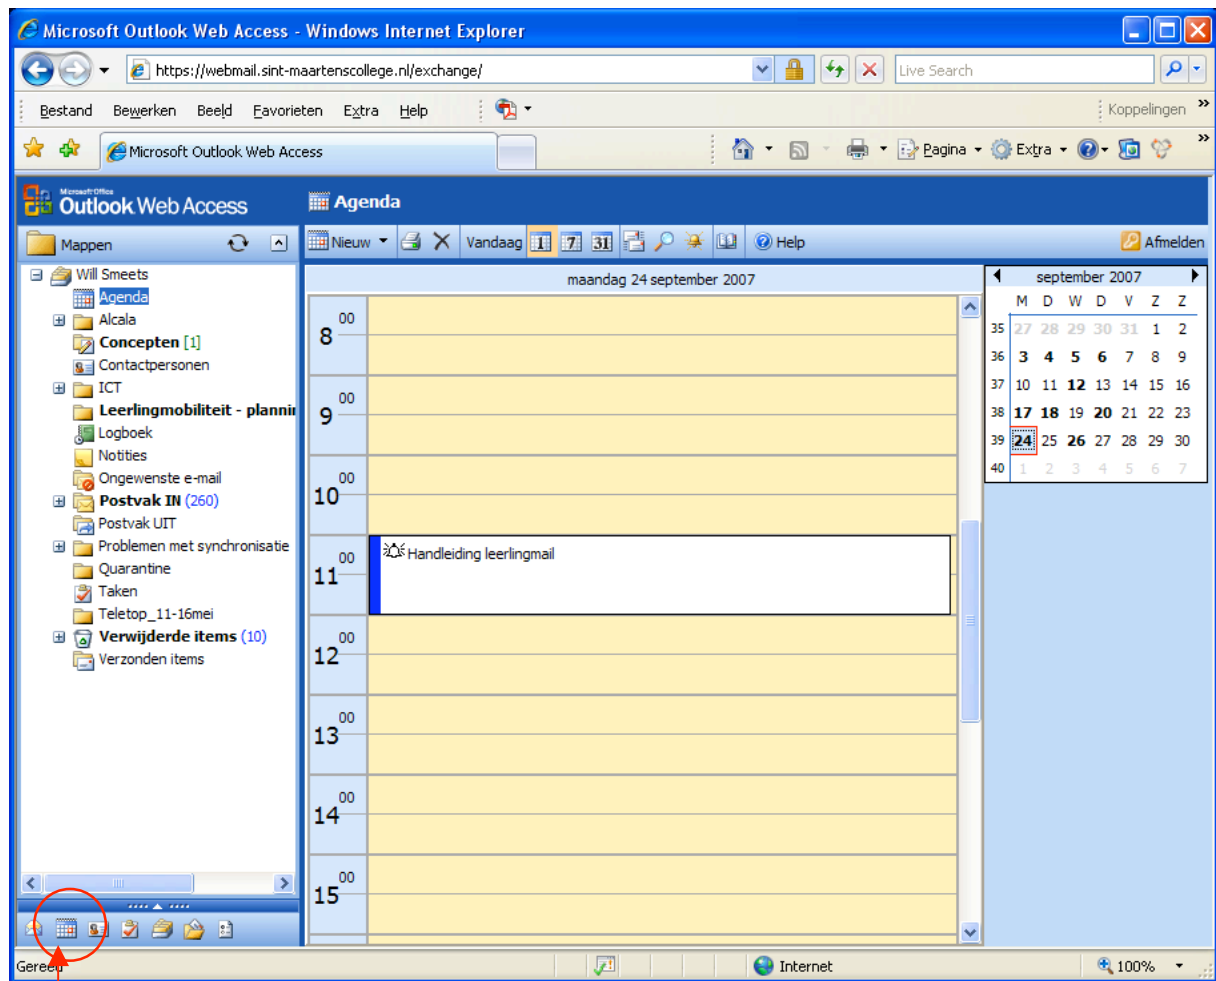 Microsoft Outlook Web Access - Windows Internet Explorer
https://webmail.sint-maartenscollege.nl/exchange/
Live Search
Bestand Bewerken Beeld Favorieten Extra Help
Koppelingen »
Microsoft Outlook Web Access
Pagina
Extra
»
Microsoft Office
Outlook Web Access
Agenda
Mappen
Nieuw
Vandaag 1 7 31
Help
Afmelden
Will Smeets
Agenda
Alcala
Concepten [1]
Contactpersonen
ICT
Leerlingmobiliteit - plannin
Logboek
Notities
Ongewenste e-mail
Postvak IN (260)
Postvak UIT
Problemen met synchronisatie
Quarantine
Taken
Teletop_11-16mei
Verwijderde items (10)
Verzonden items
maandag 24 september 2007
8 00
9 00
10 00
11 00
Handleiding leerlingmail
12 00
13 00
14 00
15 00
september 2007
M D W D V Z Z
35 27 28 29 30 31 1 2
36 3 4 5 6 7 8 9
37 10 11 12 13 14 15 16
38 17 18 19 20 21 22 23
39 24 25 26 27 28 29 30
40 1 2 3 4 5 6 7
Gereed
Internet
100%